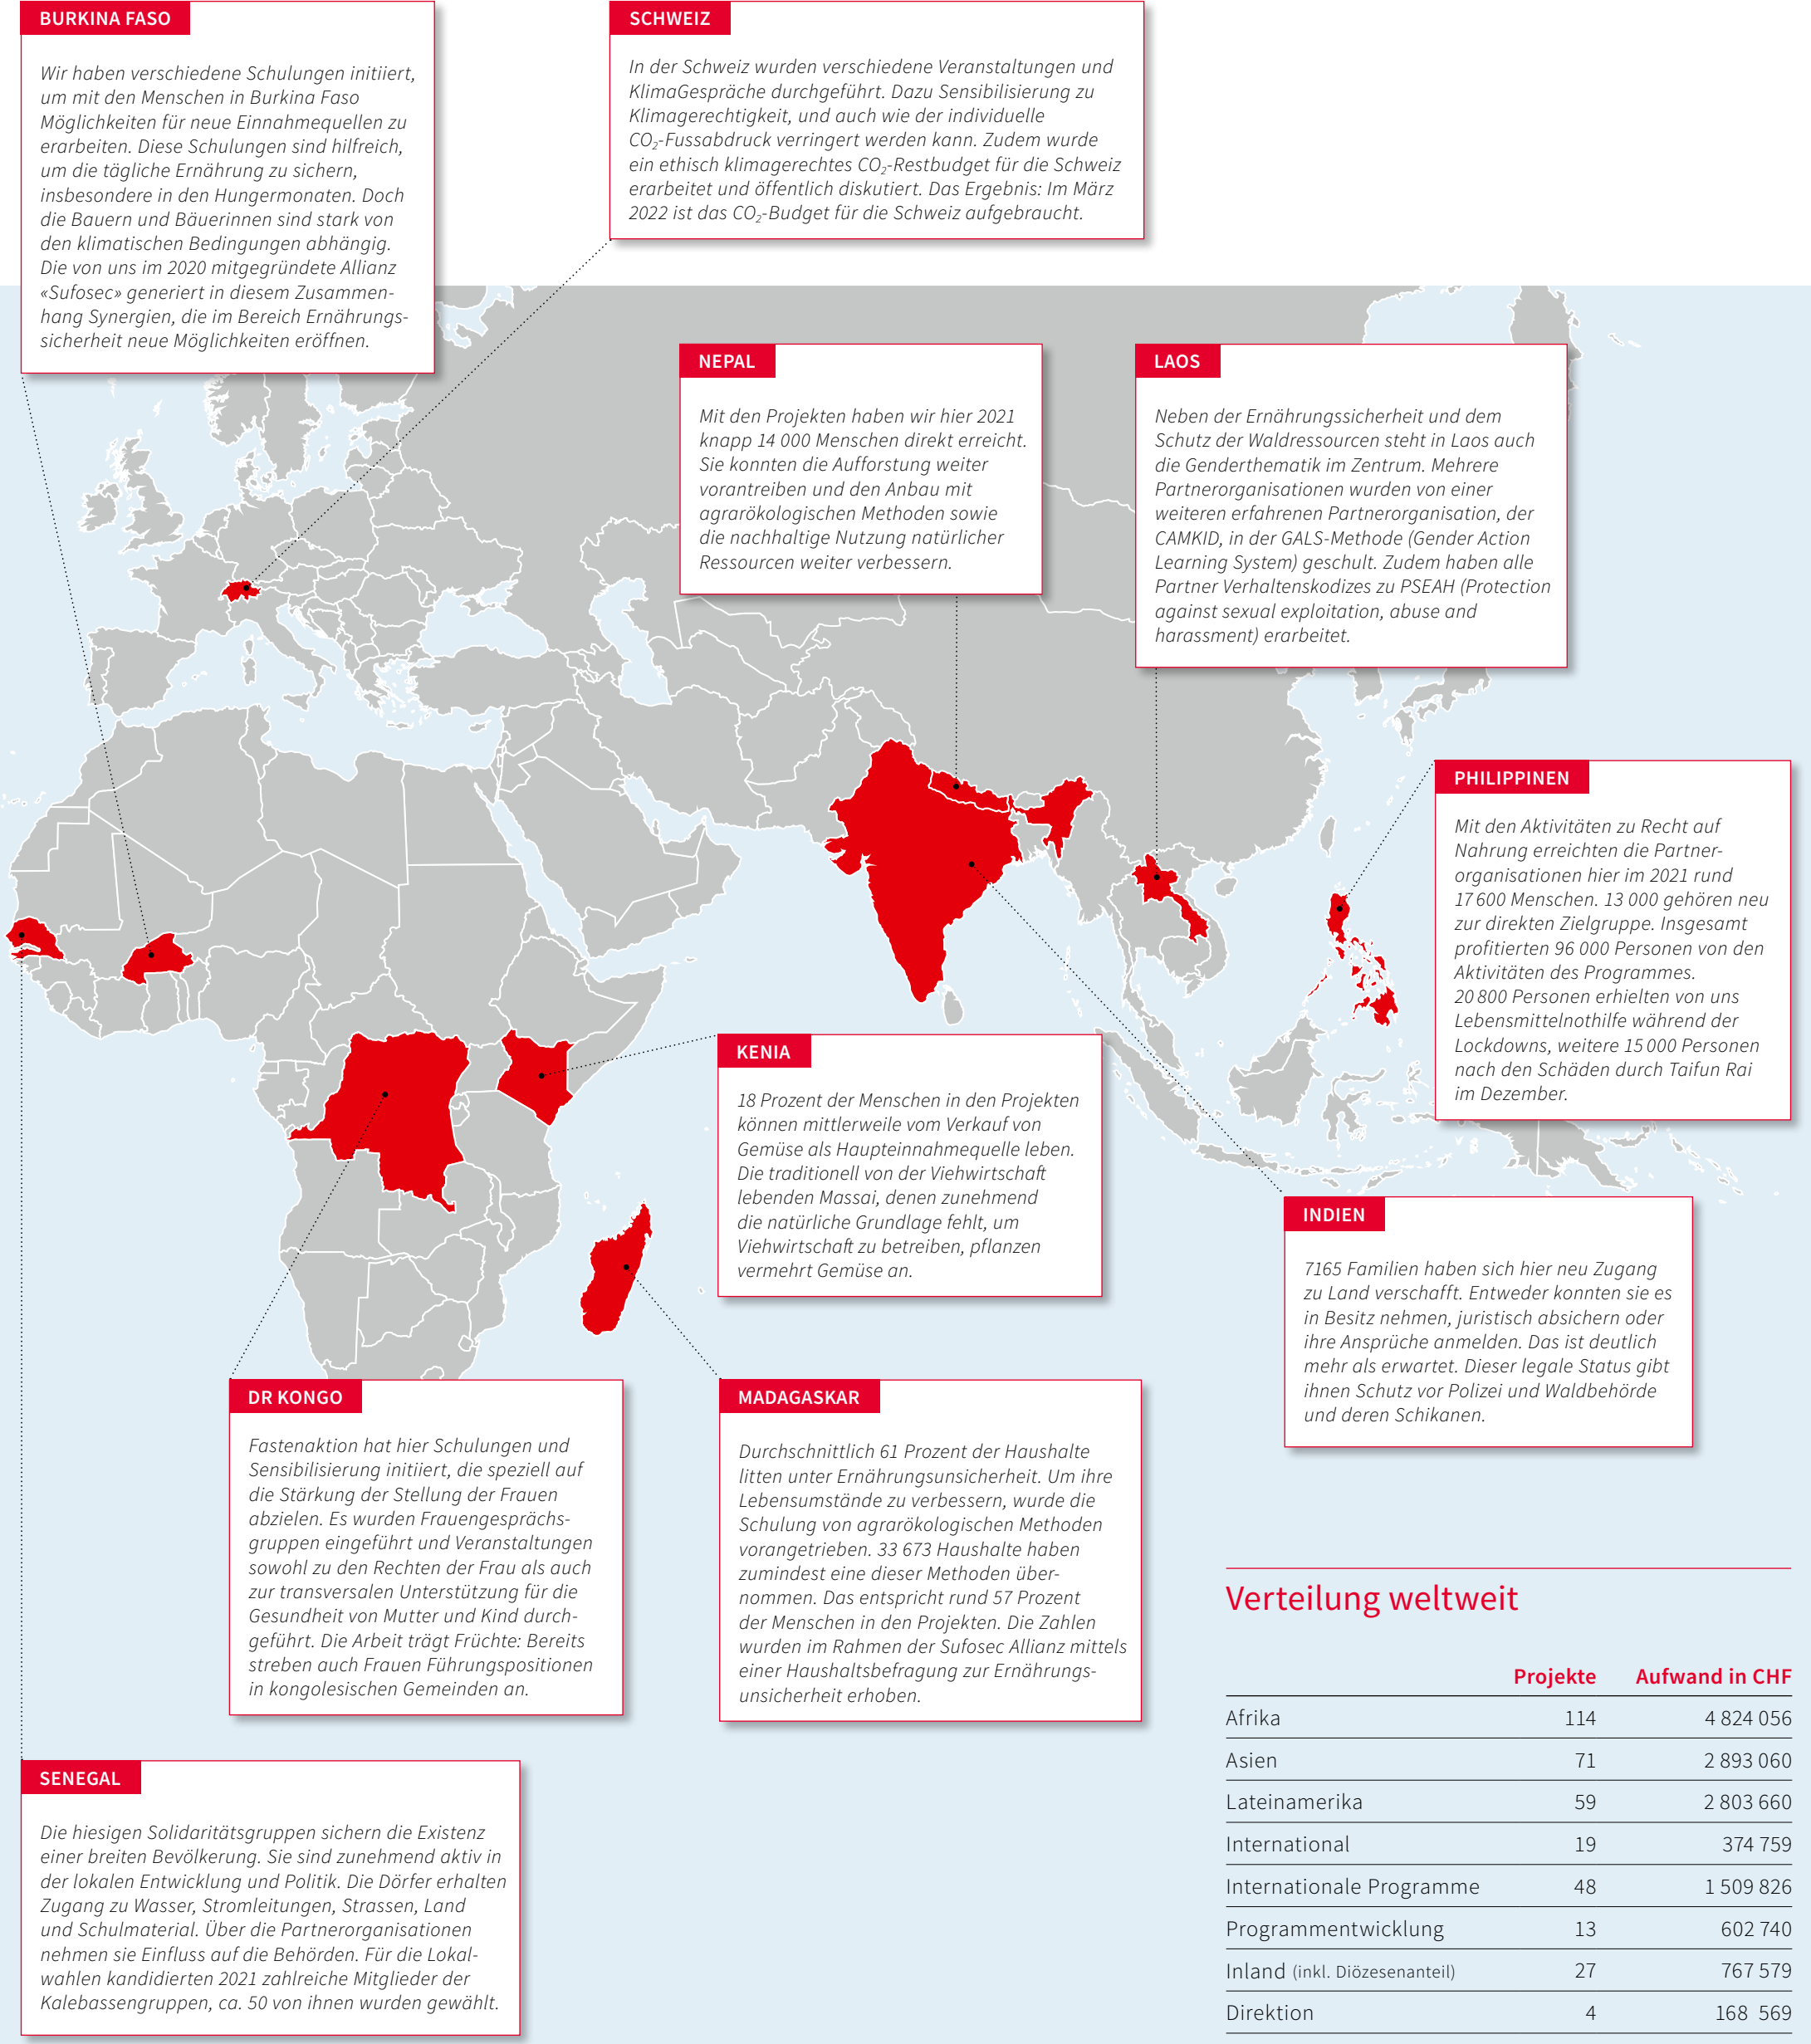 BURKINA FASO
Wir haben verschiedene Schulungen initiiert,
um mit den Menschen in Burkina Faso
Möglichkeiten für neue Einnahmequellen zu
erarbeiten. Diese Schulungen sind hilfreich,
um die tägliche Ernährung zu sichern,
insbesondere in den Hungermonaten. Doch
die Bauern und Bäuerinnen sind stark von
den klimatischen Bedingungen abhängig.
Die von uns im 2020 mitgegründete Allianz
«Sufosec» generiert in diesem Zusammen-
hang Synergien, die im Bereich Ernährungs-
sicherheit neue Möglichkeiten eröffnen.
SCHWEIZ
In der Schweiz wurden verschiedene Veranstaltungen und
KlimaGespräche durchgeführt. Dazu Sensibilisierung zu
Klimagerechtigkeit, und auch wie der individuelle
CO₂-Fussabdruck verringert werden kann. Zudem wurde
ein ethisch klimagerechtes CO₂-Restbudget für die Schweiz
erarbeitet und öffentlich diskutiert. Das Ergebnis: Im März
2022 ist das CO₂-Budget für die Schweiz aufgebraucht.
NEPAL
Mit den Projekten haben wir hier 2021
knapp 14 000 Menschen direkt erreicht.
Sie konnten die Aufforstung weiter
vorantreiben und den Anbau mit
agrarökologischen Methoden sowie
die nachhaltige Nutzung natürlicher
Ressourcen weiter verbessern.
LAOS
Neben der Ernährungssicherheit und dem
Schutz der Waldressourcen steht in Laos auch
die Genderthematik im Zentrum. Mehrere
Partnerorganisationen wurden von einer
weiteren erfahrenen Partnerorganisation, der
CAMKID, in der GALS-Methode (Gender Action
Learning System) geschult. Zudem haben alle
Partner Verhaltenskodizes zu PSEAH (Protection
against sexual exploitation, abuse and
harassment) erarbeitet.
PHILIPPINEN
Mit den Aktivitäten zu Recht auf
Nahrung erreichten die Partner-
organisationen hier im 2021 rund
17 600 Menschen. 13 000 gehören neu
zur direkten Zielgruppe. Insgesamt
profitierten 96 000 Personen von den
Aktivitäten des Programmes.
20 800 Personen erhielten von uns
Lebensmittelnothilfe während der
Lockdowns, weitere 15 000 Personen
nach den Schäden durch Taifun Rai
im Dezember.
KENIA
18 Prozent der Menschen in den Projekten
können mittlerweile vom Verkauf von
Gemüse als Haupteinnahmequelle leben.
Die traditionell von der Viehwirtschaft
lebenden Massai, denen zunehmend
die natürliche Grundlage fehlt, um
Viehwirtschaft zu betreiben, pflanzen
vermehrt Gemüse an.
INDIEN
7165 Familien haben sich hier neu Zugang
zu Land verschafft. Entweder konnten sie es
in Besitz nehmen, juristisch absichern oder
ihre Ansprüche anmelden. Das ist deutlich
mehr als erwartet. Dieser legale Status gibt
ihnen Schutz vor Polizei und Waldbehörde
und deren Schikanen.
DR KONGO
Fastenaktion hat hier Schulungen und
Sensibilisierung initiiert, die speziell auf
die Stärkung der Stellung der Frauen
abzielen. Es wurden Frauengesprächs-
gruppen eingeführt und Veranstaltungen
sowohl zu den Rechten der Frau als auch
zur transversalen Unterstützung für die
Gesundheit von Mutter und Kind durch-
geführt. Die Arbeit trägt Früchte: Bereits
streben auch Frauen Führungspositionen
in kongolesischen Gemeinden an.
MADAGASKAR
Durchschnittlich 61 Prozent der Haushalte
litten unter Ernährungsunsicherheit. Um ihre
Lebensumstände zu verbessern, wurde die
Schulung von agrarökologischen Methoden
vorangetrieben. 33 673 Haushalte haben
zumindest eine dieser Methoden über-
nommen. Das entspricht rund 57 Prozent
der Menschen in den Projekten. Die Zahlen
wurden im Rahmen der Sufosec Allianz mittels
einer Haushaltsbefragung zur Ernährungs-
unsicherheit erhoben.
SENEGAL
Die hiesigen Solidaritätsgruppen sichern die Existenz
einer breiten Bevölkerung. Sie sind zunehmend aktiv in
der lokalen Entwicklung und Politik. Die Dörfer erhalten
Zugang zu Wasser, Stromleitungen, Strassen, Land
und Schulmaterial. Über die Partnerorganisationen
nehmen sie Einfluss auf die Behörden. Für die Lokal-
wahlen kandidierten 2021 zahlreiche Mitglieder der
Kalebassengruppen, ca. 50 von ihnen wurden gewählt.
Verteilung weltweit
Projekte Aufwand in CHF
Afrika 114 4 824 056
Asien 71 2 893 060
Lateinamerika 59 2 803 660
International 19 374 759
Internationale Programme 48 1 509 826
Programmentwicklung 13 602 740
Inland (inkl. Diözesenanteil) 27 767 579
Direktion 4 168 569